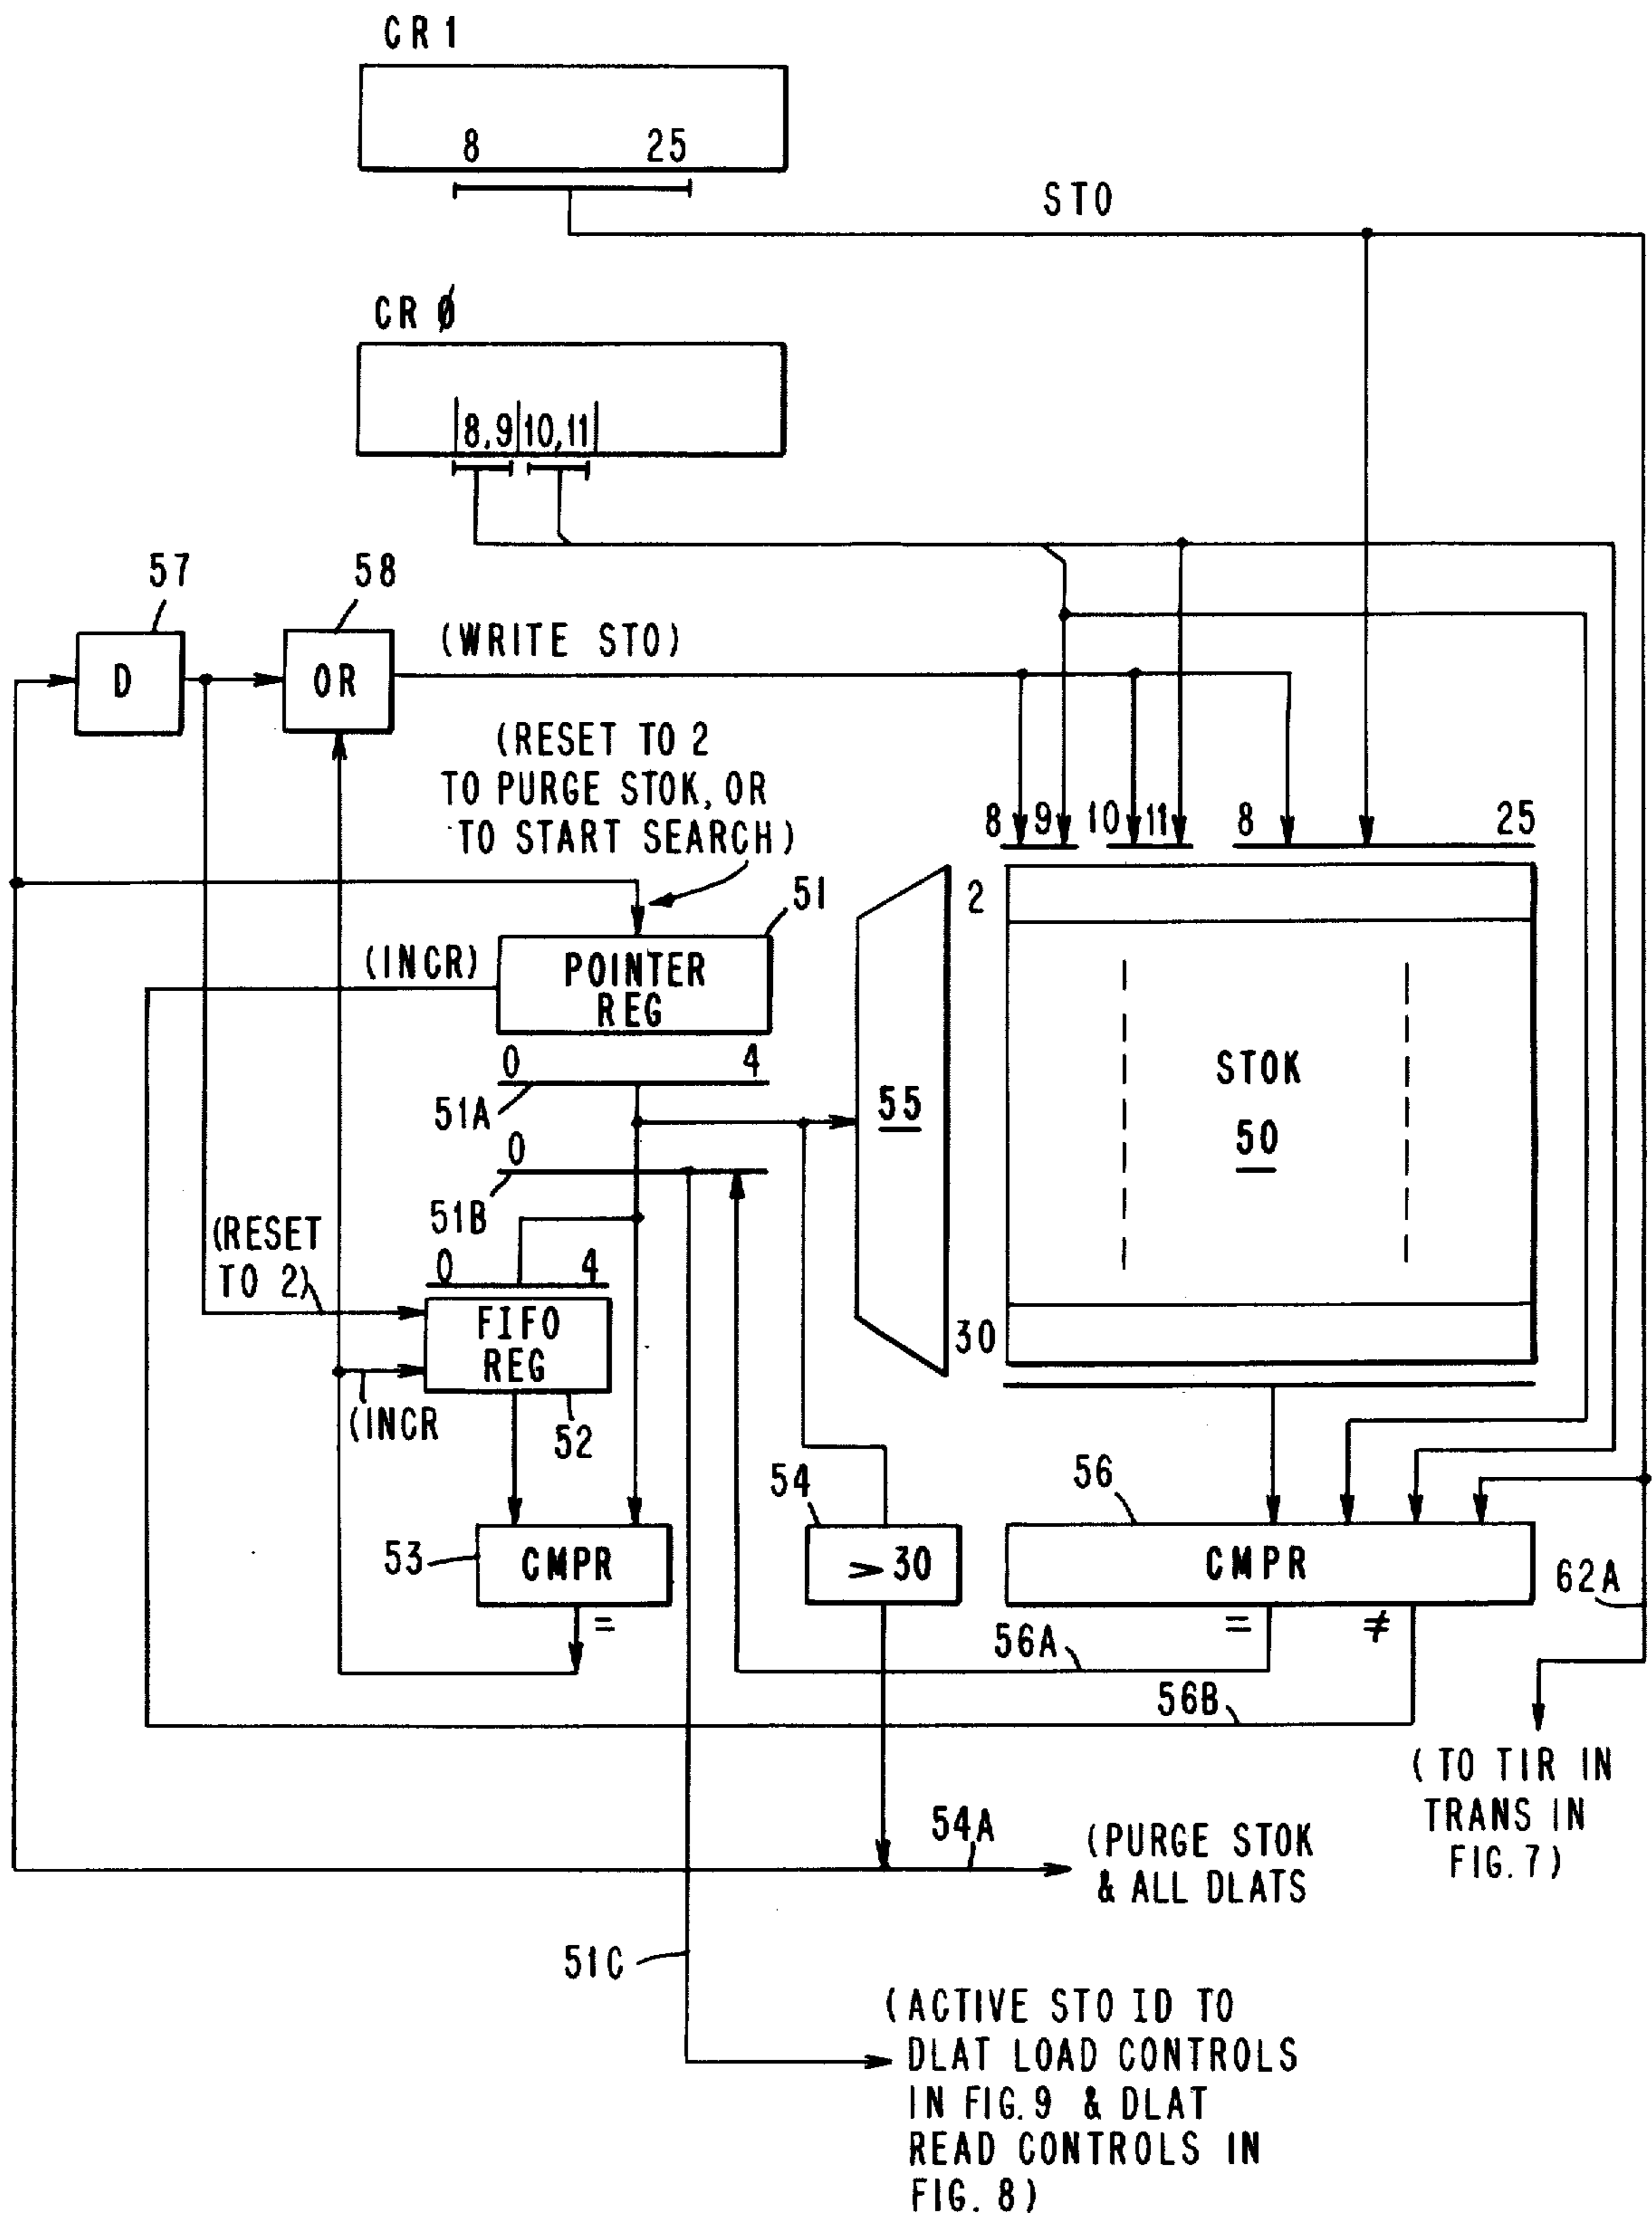 CR1
8 25
STO
CR0
8,9 10,11
57
58
D
OR
(WRITE STO)
(RESET TO 2
TO PURGE STOK, OR
TO START SEARCH)
8 9 10 11 8 25
51
(INCR)
POINTER
REG
2
0 4
51A
55
STOK
50
0
51B
(RESET
TO 2)
0 4
FIFO
REG
30
(INCR
52
54
56
53
CMPR
>30
CMPR
62A
=
= ≠
56A
56B
(TO TIR IN
TRANS IN
FIG. 7)
54A
(PURGE STOK
& ALL DLATS
51C
(ACTIVE STO ID TO
DLAT LOAD CONTROLS
IN FIG. 9 & DLAT
READ CONTROLS IN
FIG. 8)